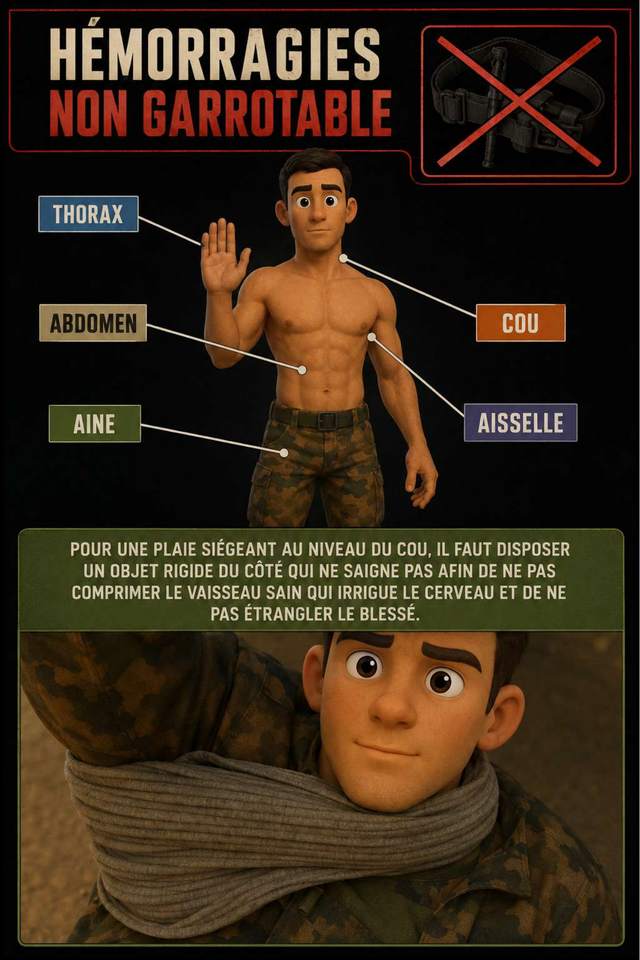 HÉMORRAGIES
NON GARROTABLE
THORAX
ABDOMEN
COU
AINE
AISSELLE
POUR UNE PLAIE SIÉGEANT AU NIVEAU DU COU, IL FAUT DISPOSER
UN OBJET RIGIDE DU CÔTÉ QUI NE SAIGNE PAS AFIN DE NE PAS
COMPRIMER LE VAISSEAU SAIN QUI IRRIGUE LE CERVEAU ET DE NE
PAS ÉTRANGLER LE BLESSÉ.